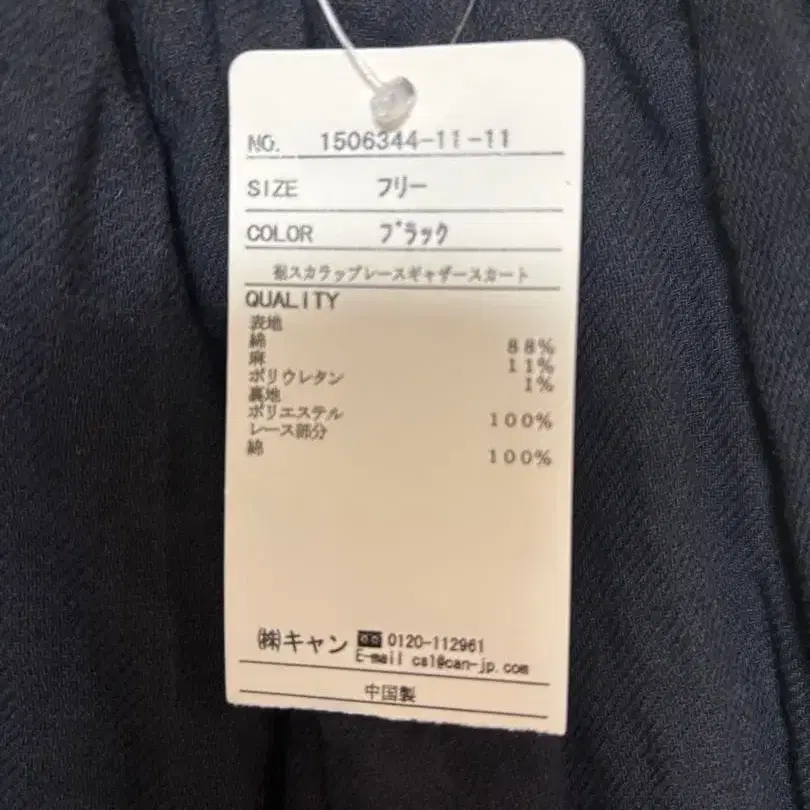 NO. 1506344-11-11
SIZE フリー
COLOR ブラック
裾スカラップレースギャザースカート
QUALITY
表地
綿 88%
麻 11%
ポリウレタン 1%
裏地
ポリエステル 100%
レース部分
綿 100%
㈱キャン 0120-112961
E-mail cs1@can-jp.com
中国製